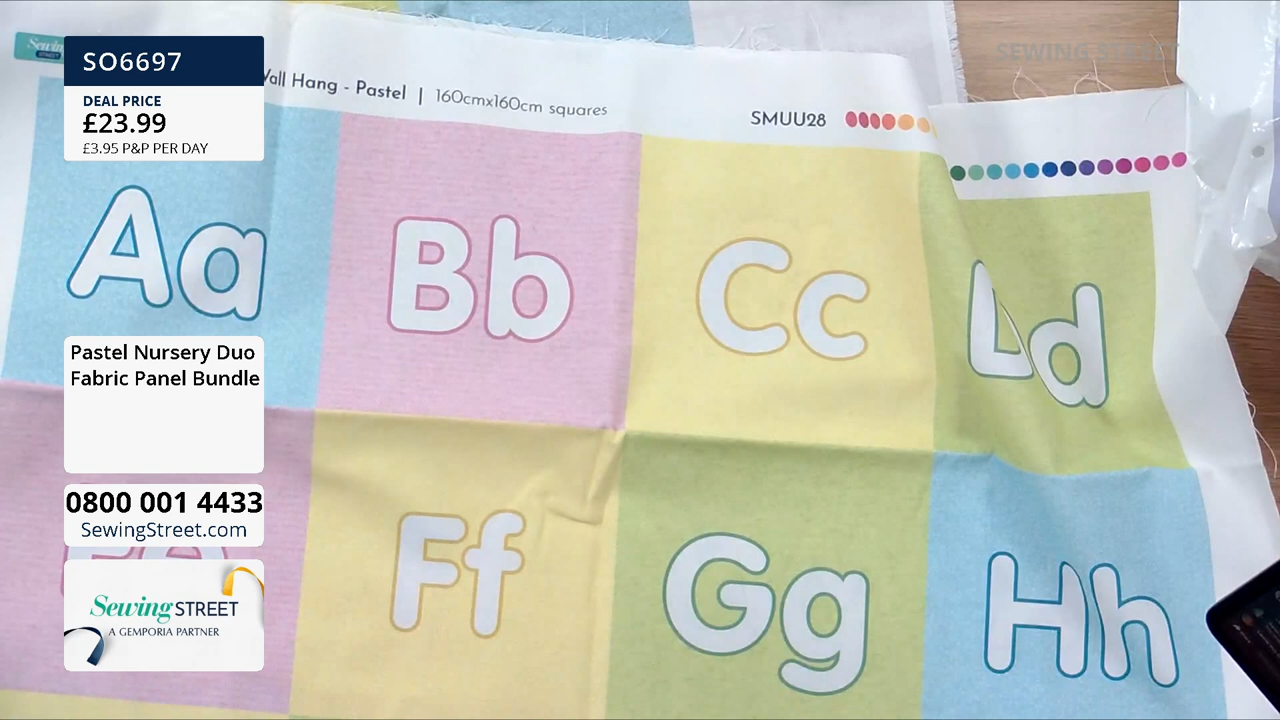 SO6697
DEAL PRICE
£23.99
£3.95 P&P PER DAY
Pastel Nursery Duo
Fabric Panel Bundle
0800 001 4433
SewingStreet.com
Sewing STREET
A GEMPORIA PARTNER
SEWING STREET
Sewing
Wall Hang - Pastel | 160cmx160cm squares
SMUU28
Aa
Bb
Cc
d
Ee
Ff
Gg
Hh